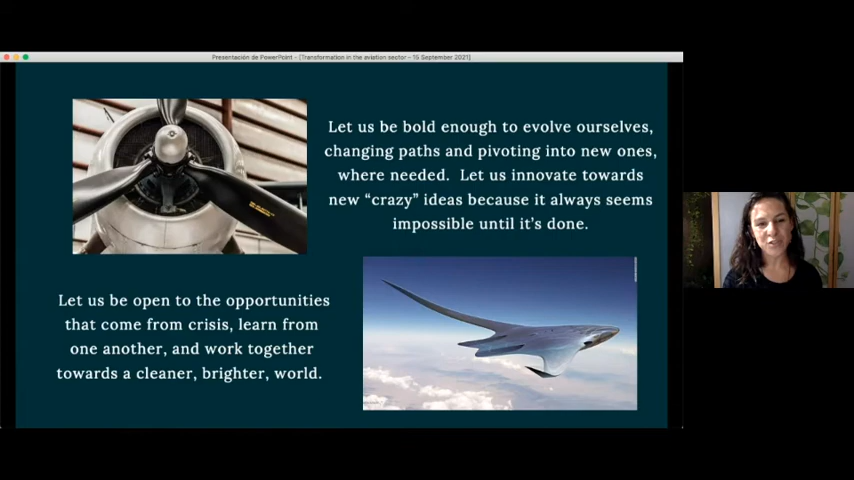 Presentación de PowerPoint - [Transformation in the aviation sector – 15 September 2021]
Let us be bold enough to evolve ourselves,
changing paths and pivoting into new ones,
where needed. Let us innovate towards
new “crazy” ideas because it always seems
impossible until it’s done.
Let us be open to the opportunities
that come from crisis, learn from
one another, and work together
towards a cleaner, brighter, world.